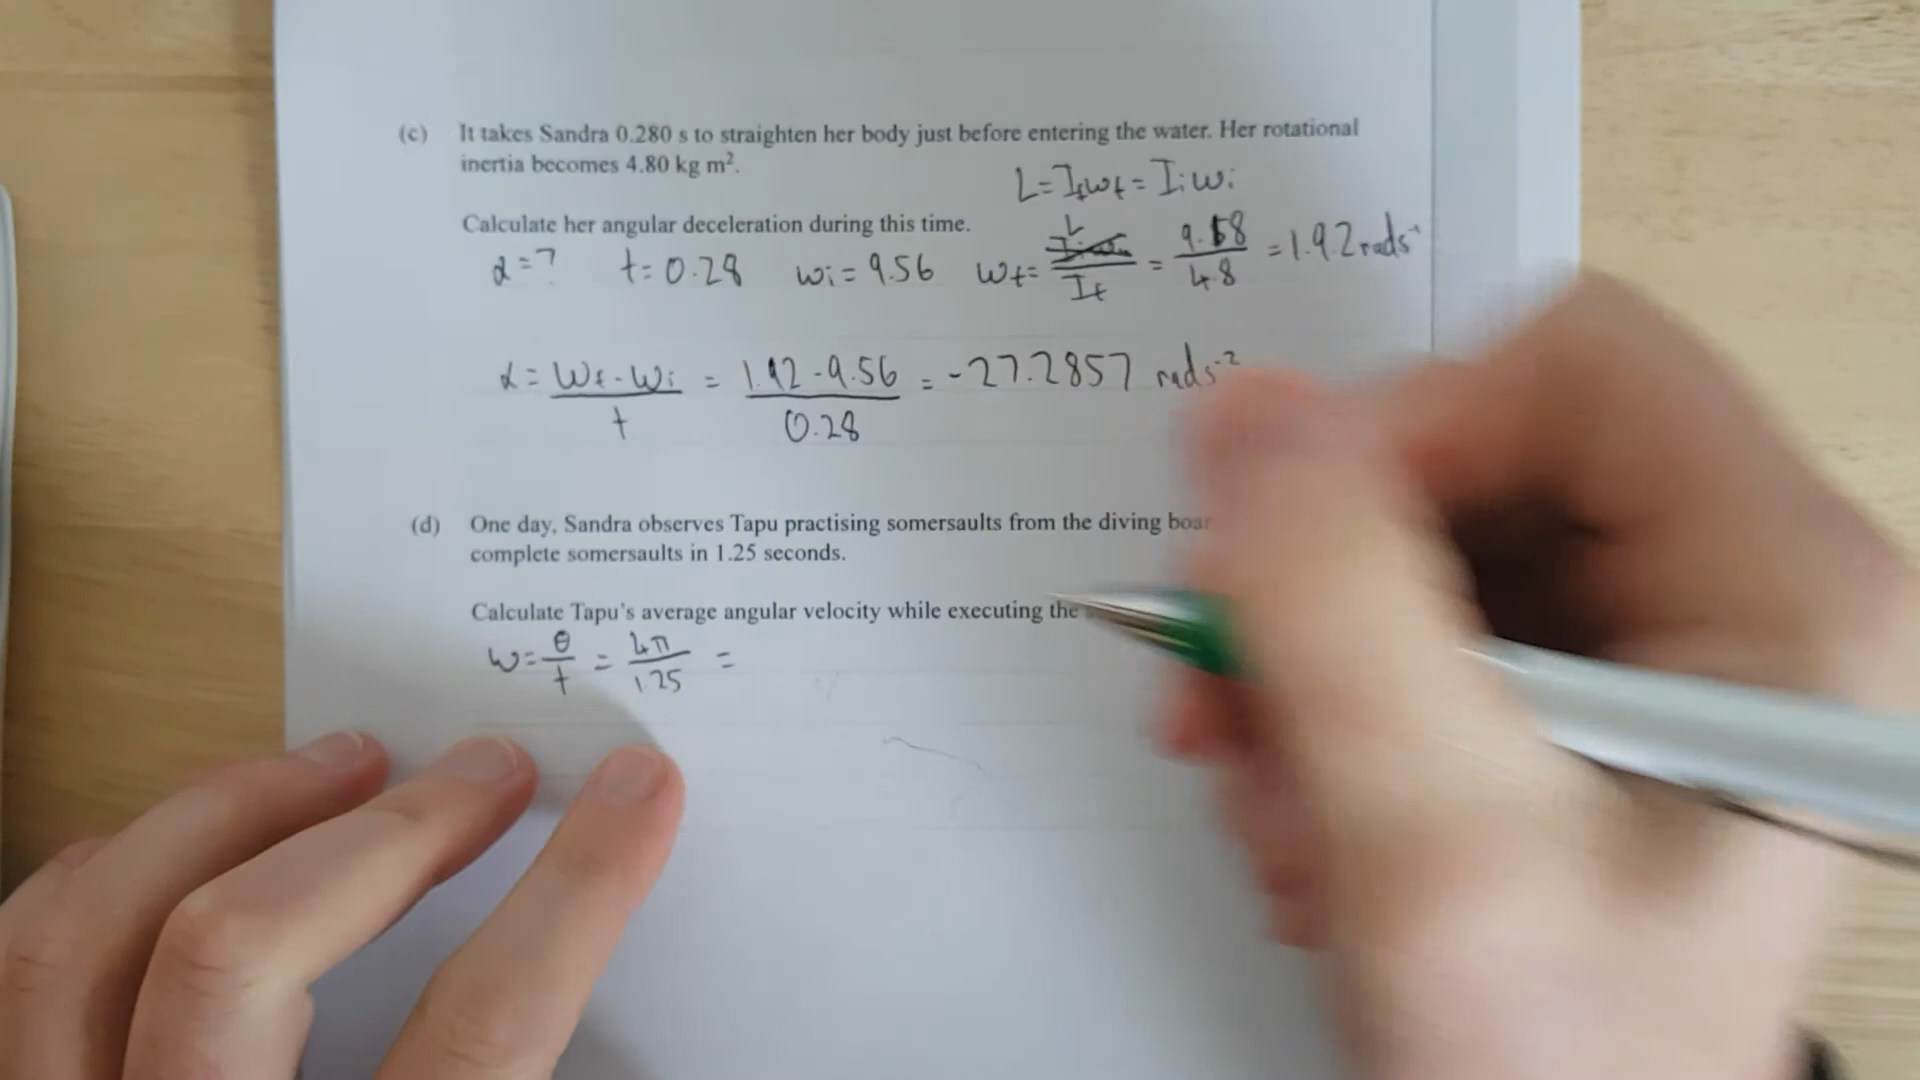 (c) It takes Sandra 0.280 s to straighten her body just before entering the water. Her rotational
inertia becomes 4.80 kg m².
L = I_f ω_f = I_i ω_i
Calculate her angular deceleration during this time.
α = ? t = 0.28 ωi = 9.56 ωf = L / If = 9.18 / 4.8 = 1.92 rads⁻¹
α = ωf - ωi / t = 1.92 - 9.56 / 0.28 = -27.2857 rads⁻²
(d) One day, Sandra observes Tapu practising somersaults from the diving
complete somersaults in 1.25 seconds.
Calculate Tapu's average angular velocity while executing the
ω = θ / t = 4π / 1.25 =